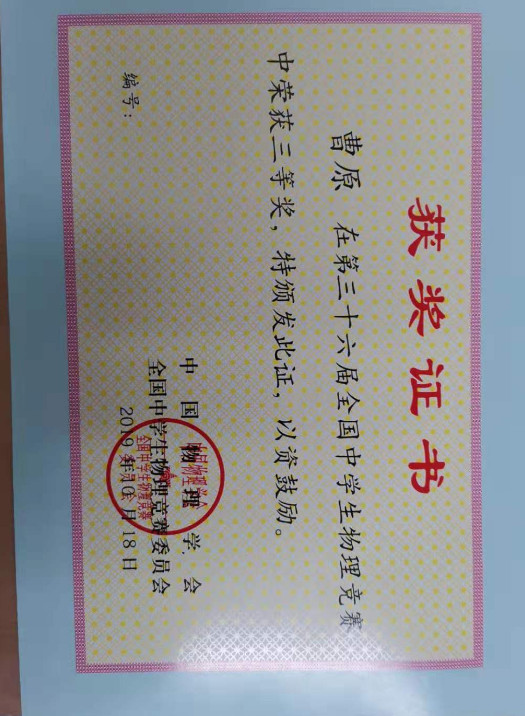 获奖证书
曹原 在第三十六届全国中学生物理竞赛
中荣获三等奖，特颁发此证，以资鼓励。
中国物理学会
全国中学生物理竞赛委员会
2019年10月18日
编号：